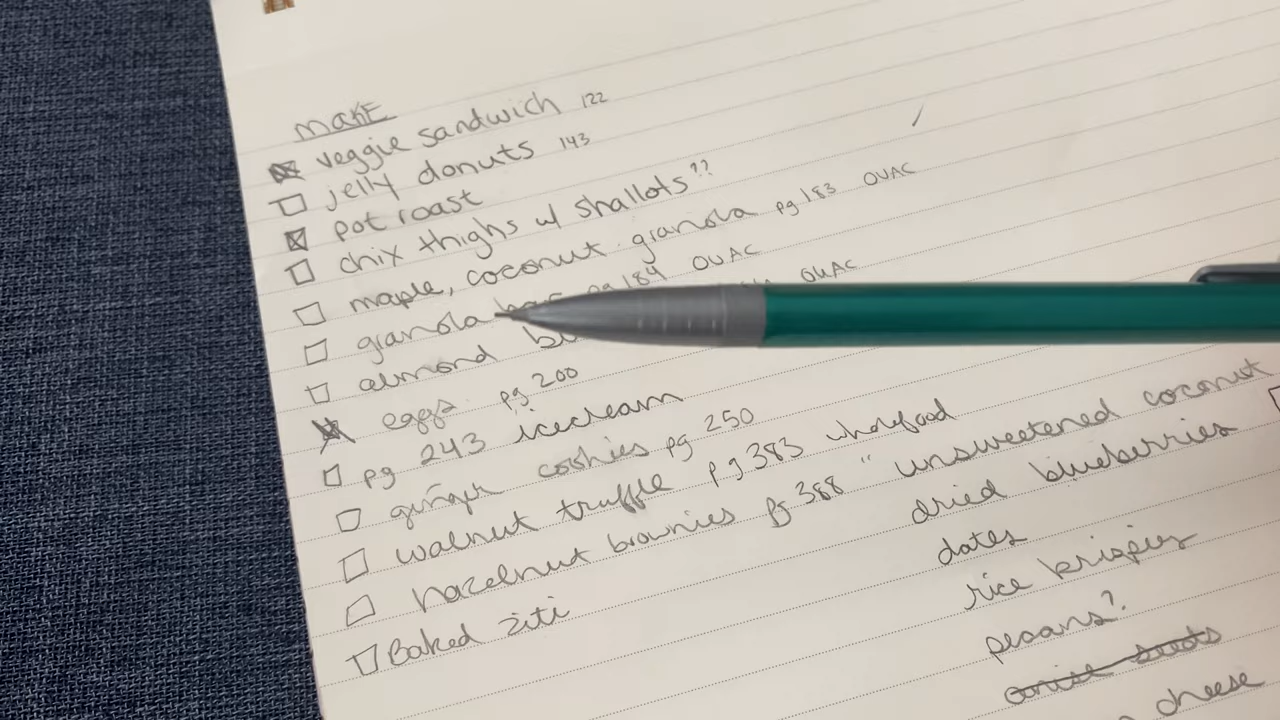 MAKE
veggie sandwich 122
jelly donuts 143
pot roast
chix thighs w/ shallots??
maple, coconut granola pg 183 OUAC
granola pg 184 OUAC
almond OUAC
eggs pg 200
pg 243 icecream
ginger cookies pg 250
walnut truffle pg 383 wholefood
hazelnut brownies pg 388 "
Baked ziti
unsweetened coconut
dried blueberries
dates
rice krispies
pecans?
seeds
cheese